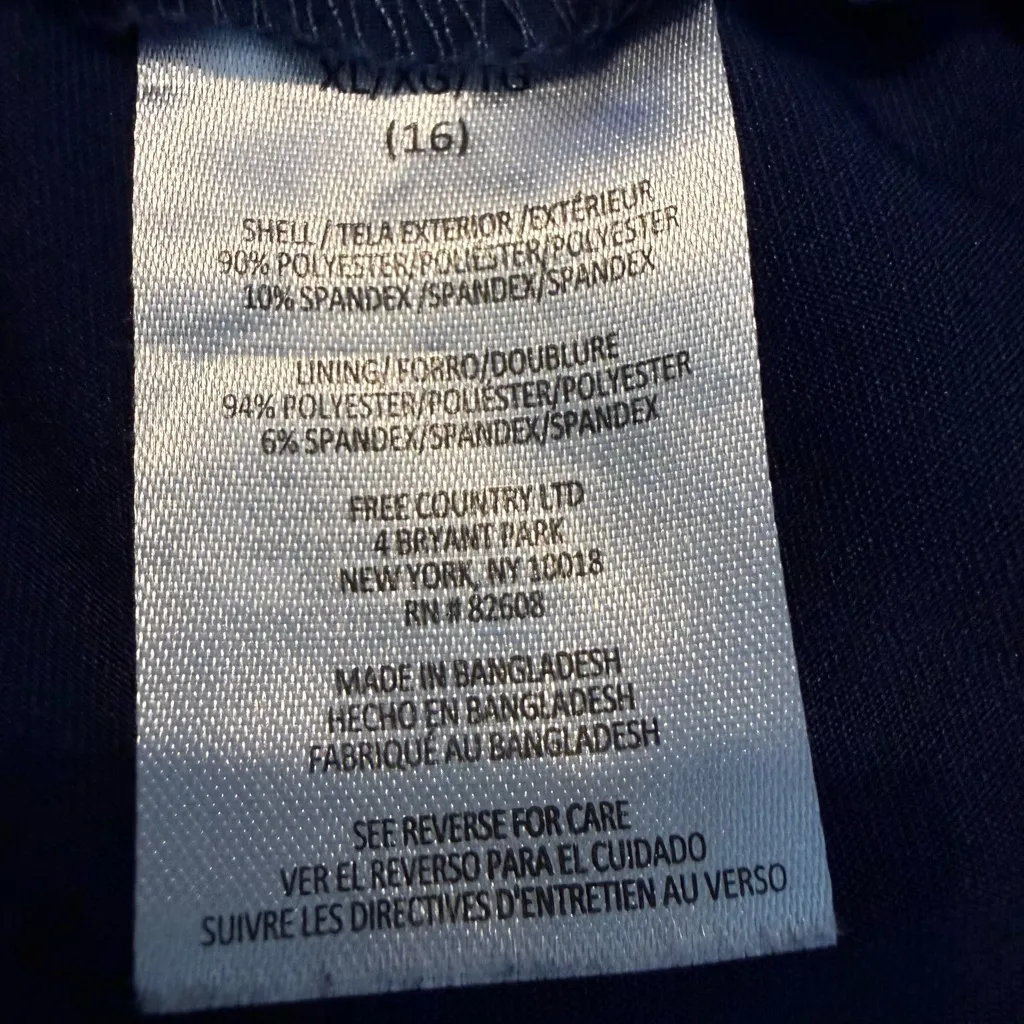 XL/XG/TG
(16)
SHELL / TELA EXTERIOR /EXTÉRIEUR
90% POLYESTER/POLIÉSTER/POLYESTER
10% SPANDEX /SPANDEX/SPANDEX
LINING/ FORRO/DOUBLURE
94% POLYESTER/POLIÉSTER/POLYESTER
6% SPANDEX/SPANDEX/SPANDEX
FREE COUNTRY LTD
4 BRYANT PARK
NEW YORK, NY 10018
RN # 82608
MADE IN BANGLADESH
HECHO EN BANGLADESH
FABRIQUÉ AU BANGLADESH
SEE REVERSE FOR CARE
VER EL REVERSO PARA EL CUIDADO
SUIVRE LES DIRECTIVES D'ENTRETIEN AU VERSO